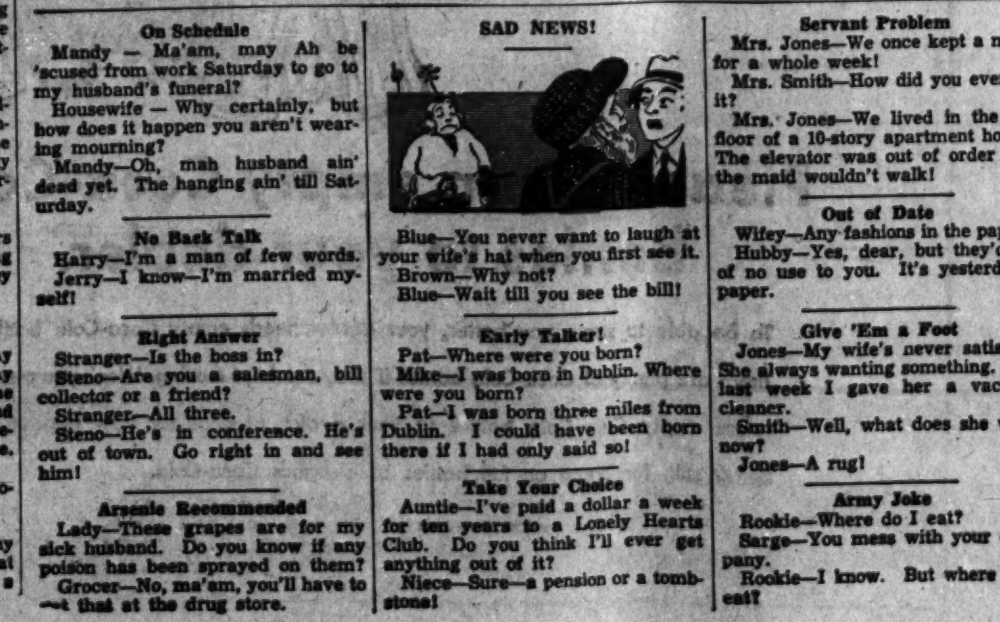 On Schedule
Mandy — Ma'am, may Ah be
'scused from work Saturday to go to
my husband's funeral?
Housewife — Why certainly, but
how does it happen you aren't wear-
ing mourning?
Mandy—Oh, mah husband ain'
dead yet. The hanging ain' till Sat-
urday.
No Back Talk
Harry—I'm a man of few words.
Jerry—I know—I'm married my-
self!
Right Answer
Stranger—Is the boss in?
Steno—Are you a salesman, bill
collector or a friend?
Stranger—All three.
Steno—He's in conference. He's
out of town. Go right in and see
him!
Arsenic Recommended
Lady—These grapes are for my
sick husband. Do you know if any
poison has been sprayed on them?
Grocer—No, ma'am, you'll have to
that at the drug store.
SAD NEWS!
Blue—You never want to laugh at
your wife's hat when you first see it.
Brown—Why not?
Blue—Wait till you see the bill!
Early Talker!
Pat—Where were you born?
Mike—I was born in Dublin. Where
were you born?
Pat—I was born three miles from
Dublin. I could have been born
there if I had only said so!
Take Your Choice
Auntie—I've paid a dollar a week
for ten years to a Lonely Hearts
Club. Do you think I'll ever get
anything out of it?
Niece—Sure—a pension or a tomb-
stone!
Servant Problem
Mrs. Jones—We once kept a
for a whole week!
Mrs. Smith—How did you
it?
Mrs. Jones—We lived in the
floor of a 10-story apartment
The elevator was out of order
the maid wouldn't walk!
Out of Date
Wifey—Any fashions in the
Hubby—Yes, dear, but
of no use to you. It's
paper.
Give 'Em a Foot
Jones—My wife's never
She always wanting something.
last week I gave her a
cleaner.
Smith—Well, what does she
now?
Jones—A rug!
Army Joke
Rookie—Where do I eat?
Sarge—You mess with your
pany.
Rookie—I know. But where
eat?